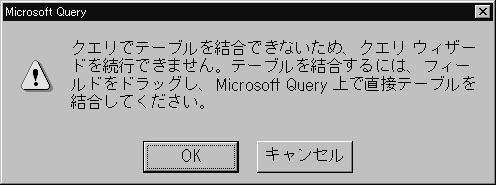 Microsoft Query
クエリでテーブルを結合できないため、クエリ ウィザー
ドを続行できません。テーブルを結合するには、フィー
ルドをドラッグし、Microsoft Query 上で直接テーブルを
結合してください。
OK
キャンセル